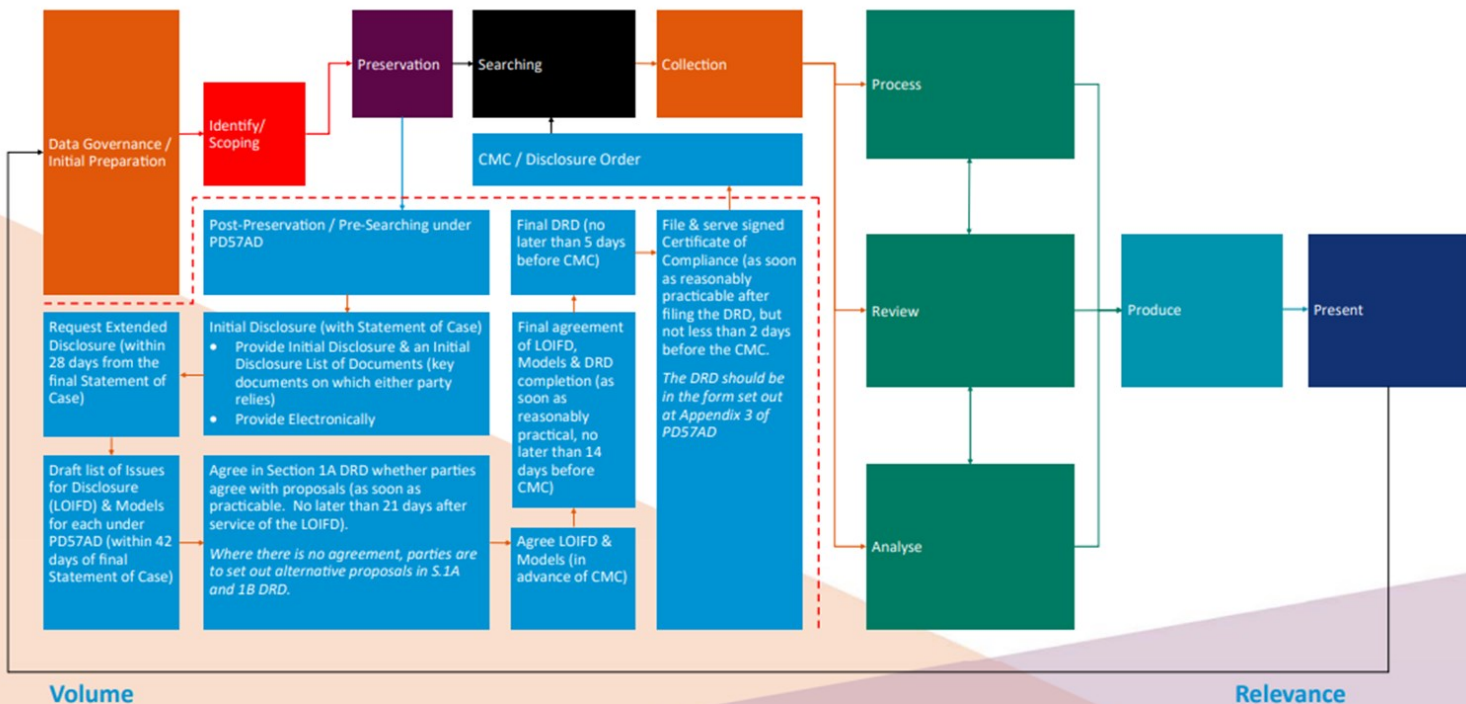 Data Governance /
Initial Preparation
Identify/
Scoping
Preservation
Searching
Collection
CMC / Disclosure Order
Post-Preservation / Pre-Searching under
PD57AD
Initial Disclosure (with Statement of Case)
• Provide Initial Disclosure & an Initial
Disclosure List of Documents (key
documents on which either party
relies)
• Provide Electronically
Request Extended
Disclosure (within
28 days from the
final Statement of
Case)
Draft list of Issues
for Disclosure
(LOIFD) & Models
for each under
PD57AD (within 42
days of final
Statement of Case)
Agree in Section 1A DRD whether parties
agree with proposals (as soon as
practicable. No later than 21 days after
service of the LOIFD).
Where there is no agreement, parties are
to set out alternative proposals in S.1A
and 1B DRD.
Agree LOIFD &
Models (in
advance of CMC)
Final agreement
of LOIFD,
Models & DRD
completion (as
soon as
reasonably
practical, no
later than 14
days before
CMC)
Final DRD (no
later than 5 days
before CMC)
File & serve signed
Certificate of
Compliance (as soon
as reasonably
practicable after
filing the DRD, but
not less than 2 days
before the CMC.
The DRD should be
in the form set out
at Appendix 3 of
PD57AD
Process
Review
Analyse
Produce
Present
Volume
Relevance